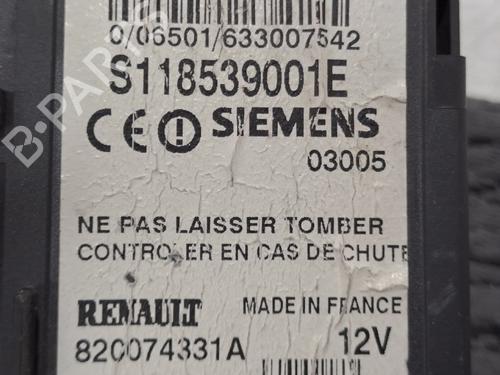 0/06501/633007542
S118539001E
CE SIEMENS
03005
NE PAS LAISSER TOMBER
CONTROLER EN CAS DE CHUTE
RENAULT MADE IN FRANCE
820074331A 12V
B-PARTS